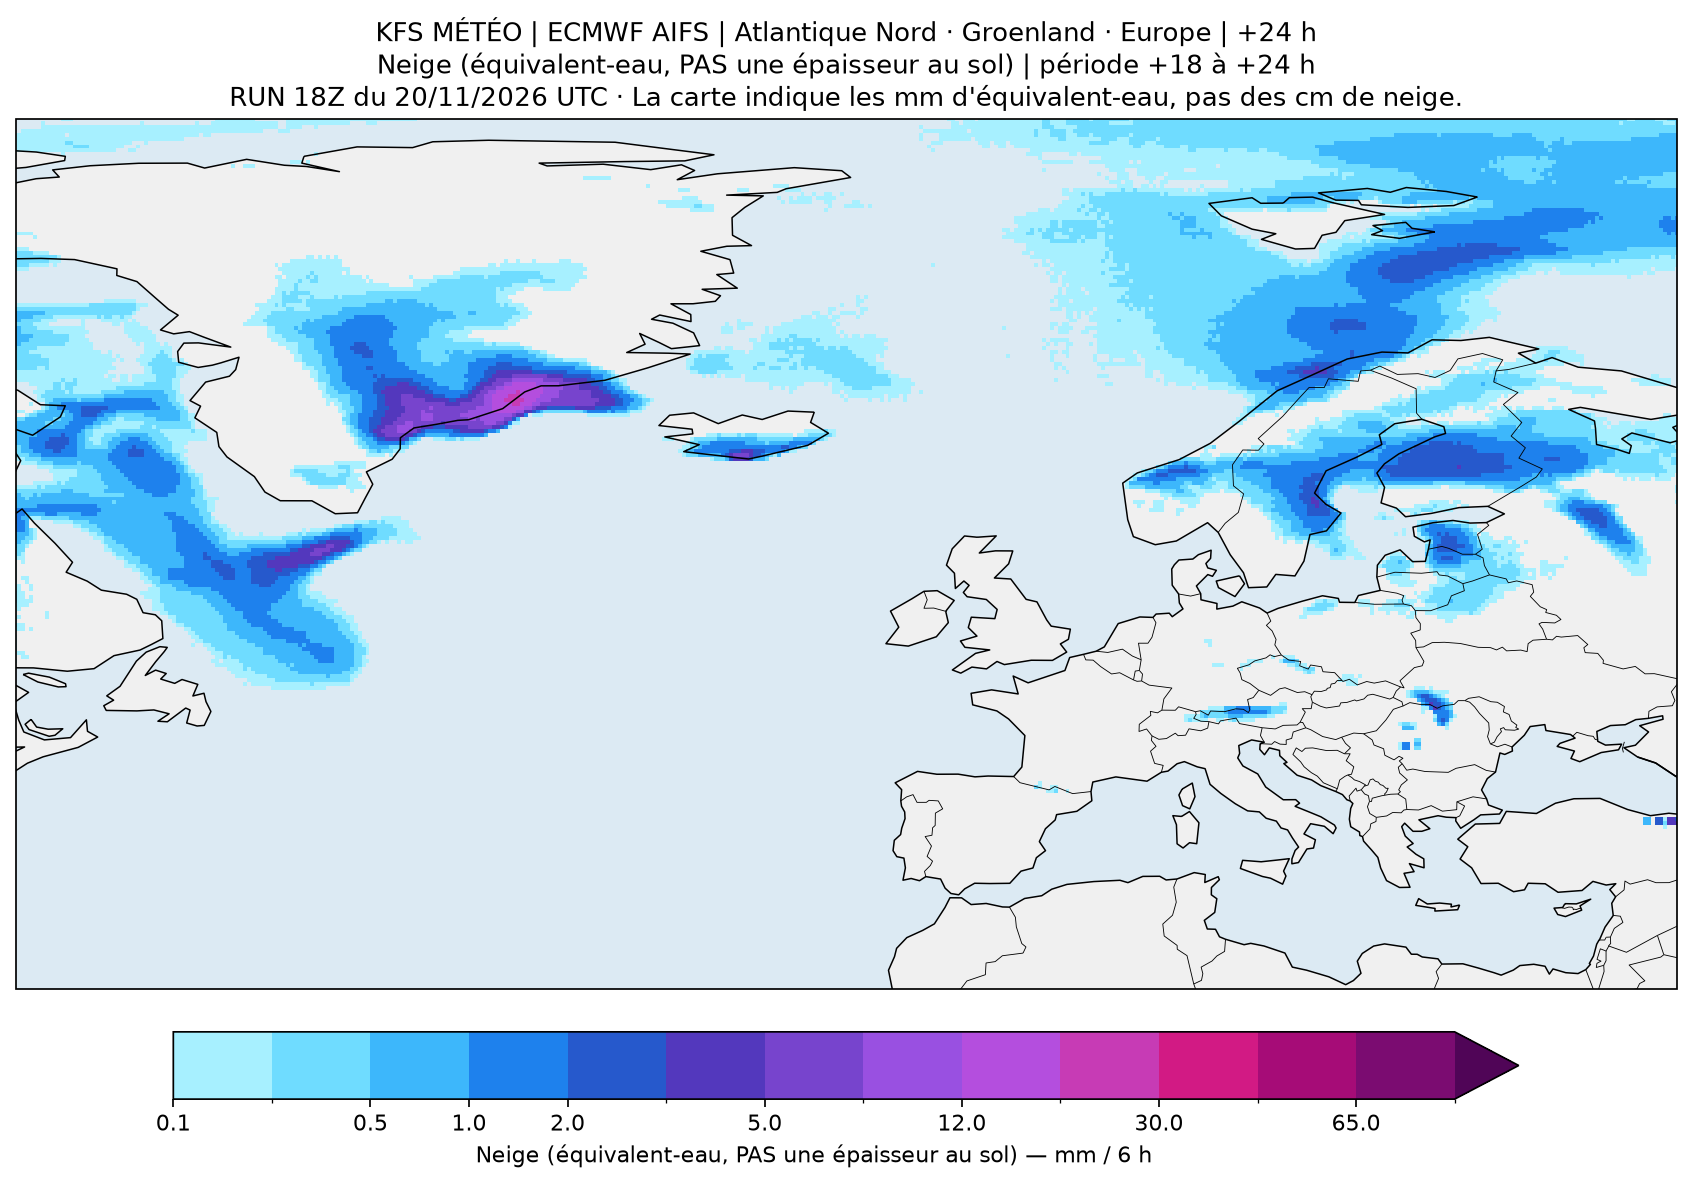 KFS MÉTÉO | ECMWF AIFS | Atlantique Nord · Groenland · Europe | +24 h
Neige (équivalent-eau, PAS une épaisseur au sol) | période +18 à +24 h
RUN 18Z du 20/11/2026 UTC · La carte indique les mm d'équivalent-eau, pas des cm de neige.
0.1 0.5 1.0 2.0 5.0 12.0 30.0 65.0
Neige (équivalent-eau, PAS une épaisseur au sol) — mm / 6 h